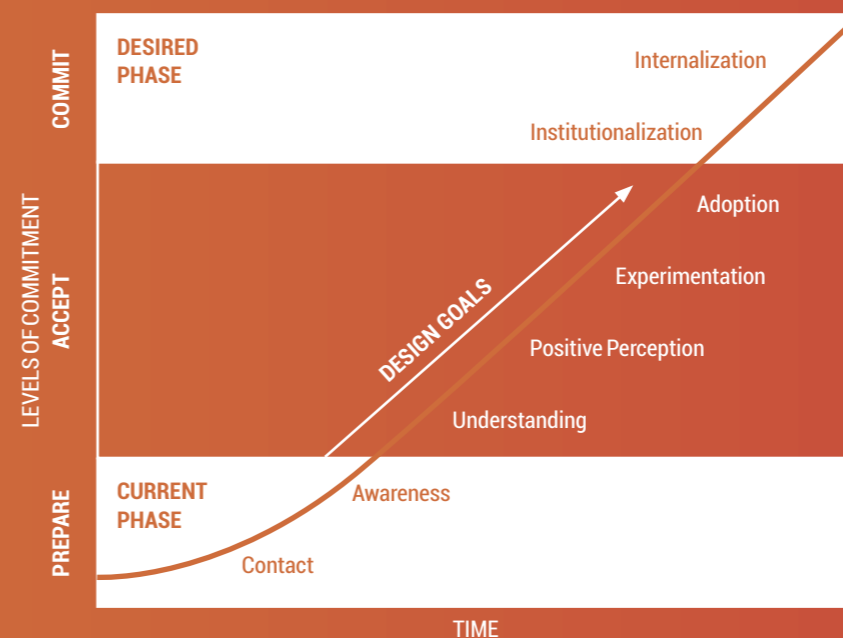 LEVELS OF COMMITMENT
COMMIT
DESIRED
PHASE
Internalization
Institutionalization
ACCEPT
Adoption
Experimentation
DESIGN GOALS
Positive Perception
Understanding
PREPARE
CURRENT
PHASE
Awareness
Contact
TIME